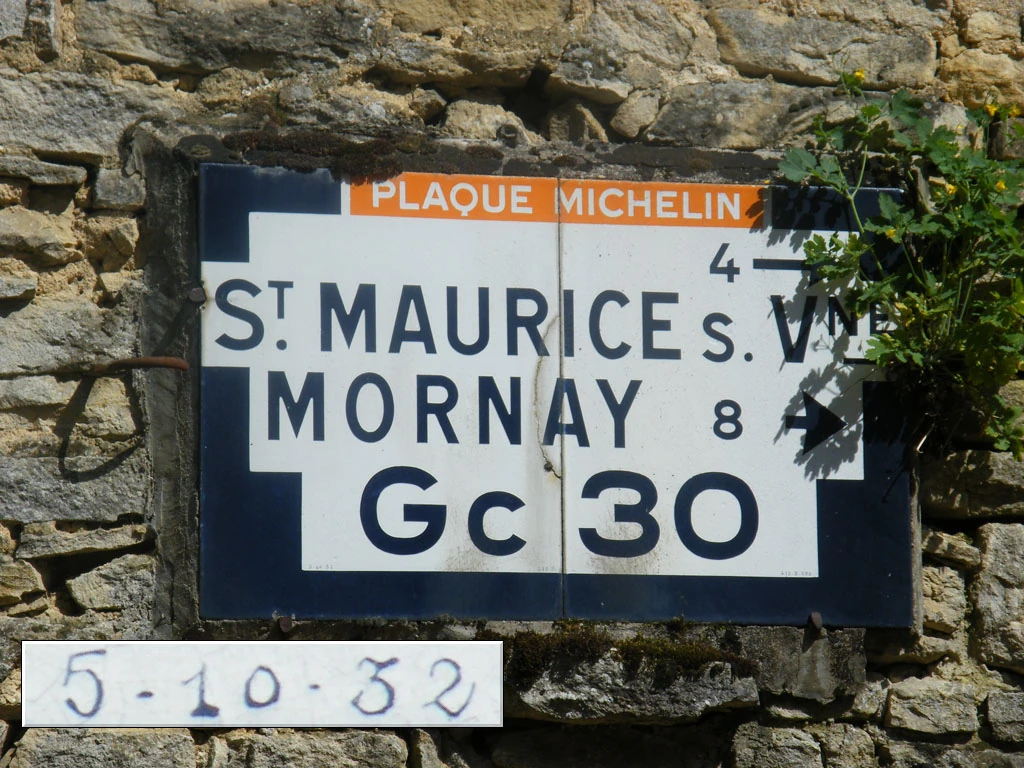 PLAQUE MICHELIN
4
ST. MAURICE S. VNE
MORNAY 8
Gc 30
5-10-32